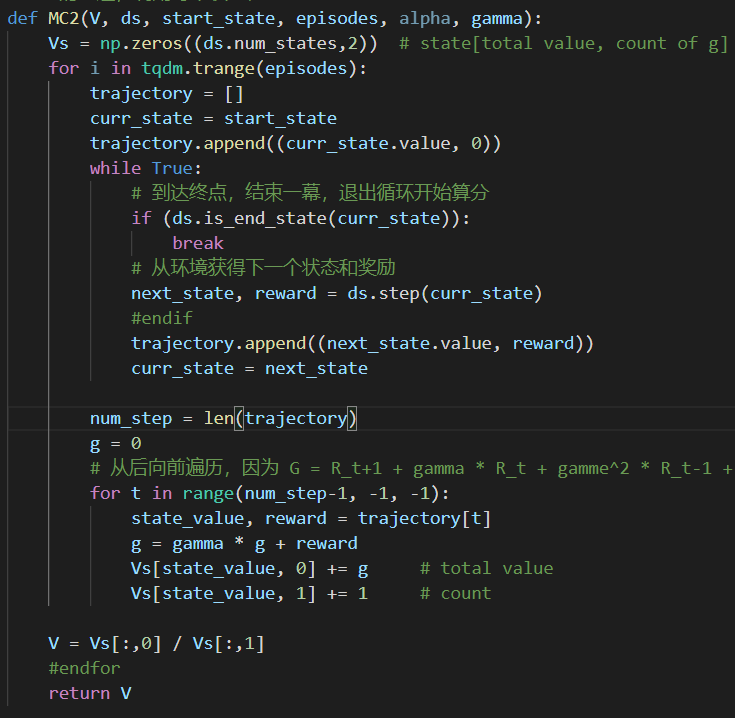 def MC2(V, ds, start_state, episodes, alpha, gamma):
    Vs = np.zeros((ds.num_states,2))  # state[total value, count of g]
    for i in tqdm.trange(episodes):
        trajectory = []
        curr_state = start_state
        trajectory.append((curr_state.value, 0))
        while True:
            # 到达终点，结束一幕，退出循环开始算分
            if (ds.is_end_state(curr_state)):
                break
            # 从环境获得下一个状态和奖励
            next_state, reward = ds.step(curr_state)
            #endif
            trajectory.append((next_state.value, reward))
            curr_state = next_state

        num_step = len(trajectory)
        g = 0
        # 从后向前遍历，因为 G = R_t+1 + gamma * R_t + gamme^2 * R_t-1 +
        for t in range(num_step-1, -1, -1):
            state_value, reward = trajectory[t]
            g = gamma * g + reward
            Vs[state_value, 0] += g     # total value
            Vs[state_value, 1] += 1     # count

    V = Vs[:,0] / Vs[:,1]
    #endfor
    return V